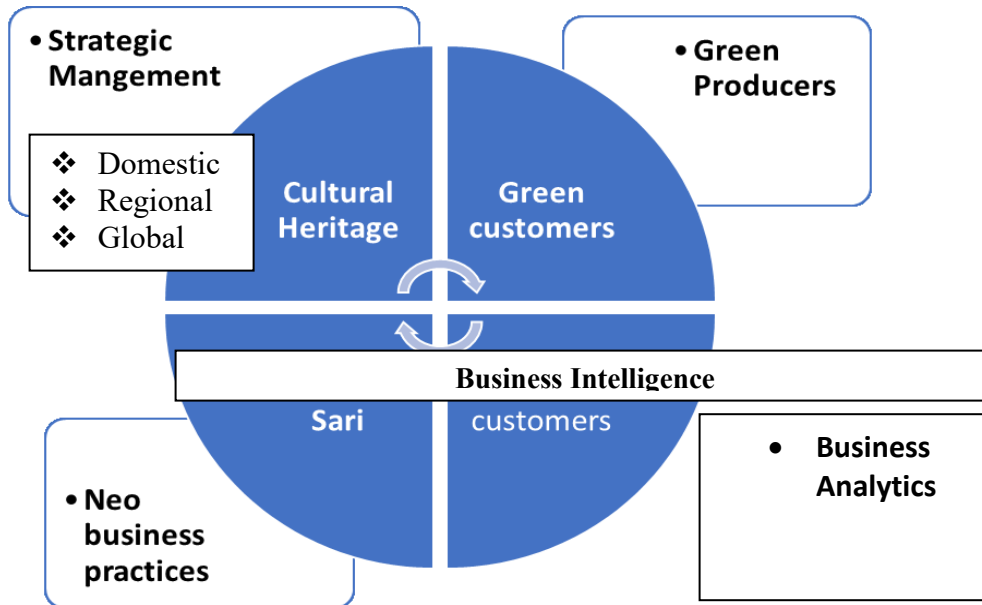 • Strategic
Mangement
❖ Domestic
❖ Regional
❖ Global
• Green
Producers
Cultural
Heritage
Green
customers
Business Intelligence
Sari
customers
• Neo
business
practices
• Business
Analytics